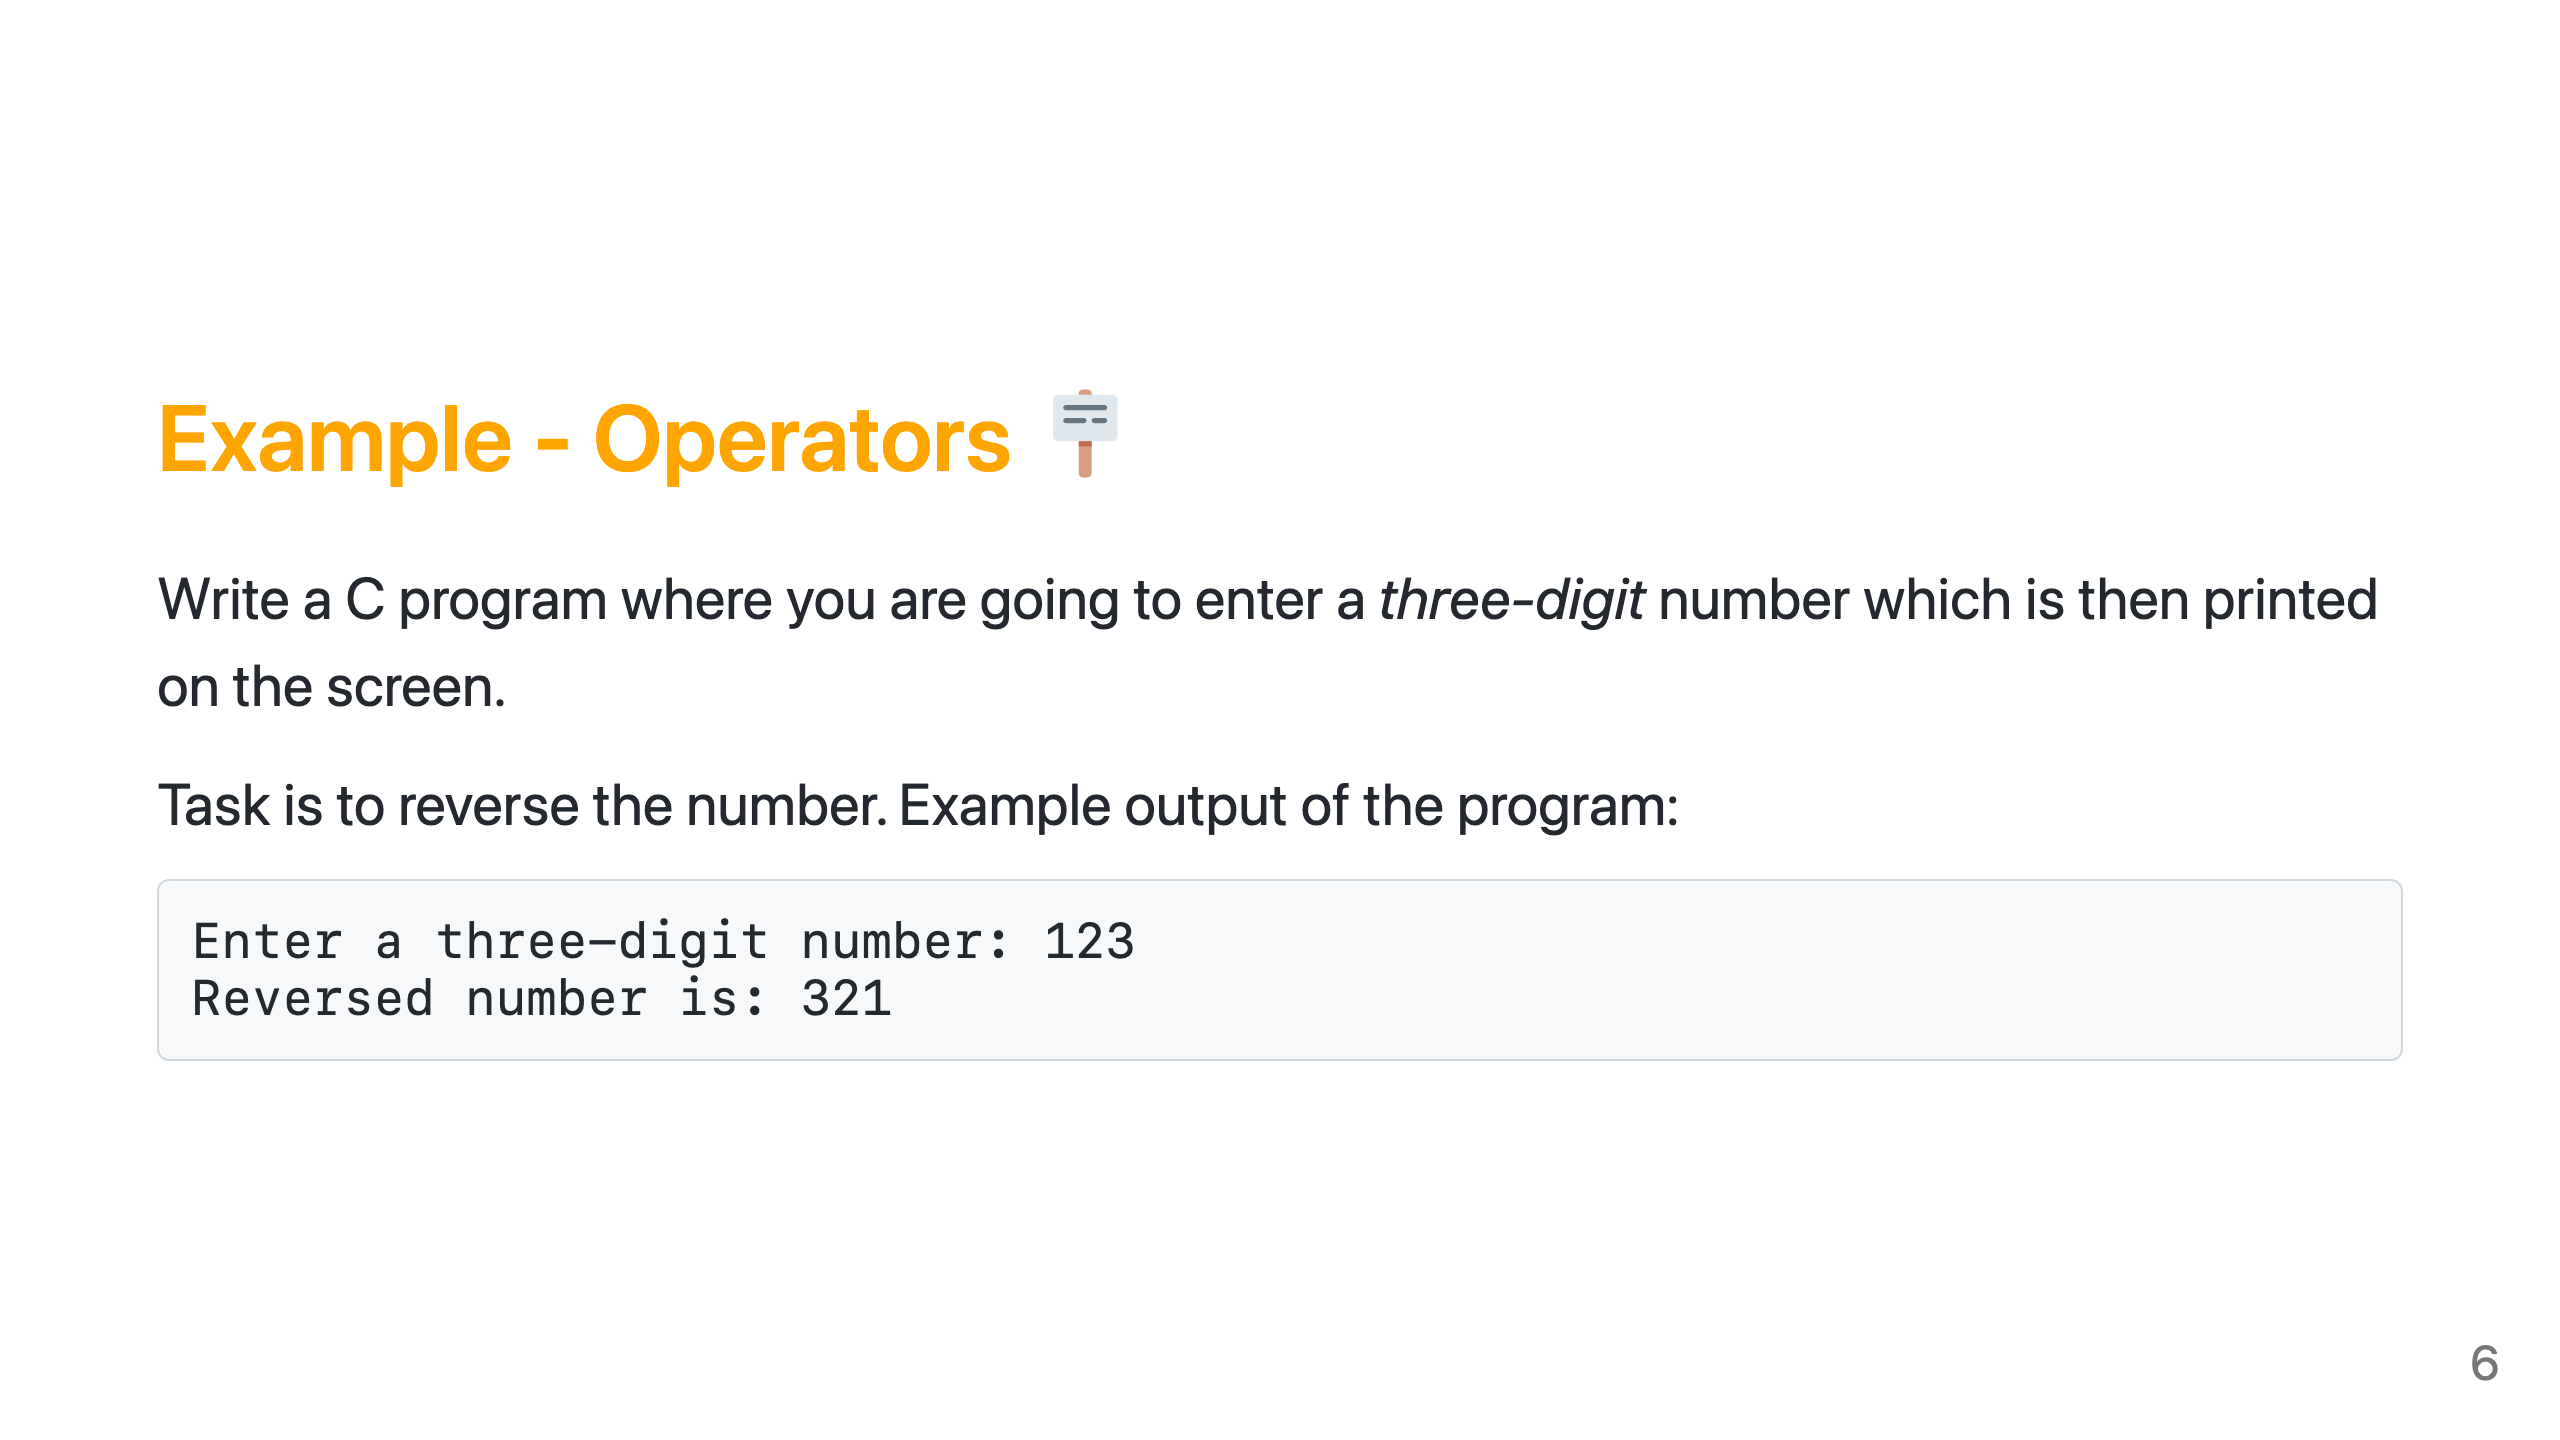 Example - Operators
Write a C program where you are going to enter a three-digit number which is then printed
on the screen.
Task is to reverse the number. Example output of the program:
Enter a three-digit number: 123
Reversed number is: 321
6